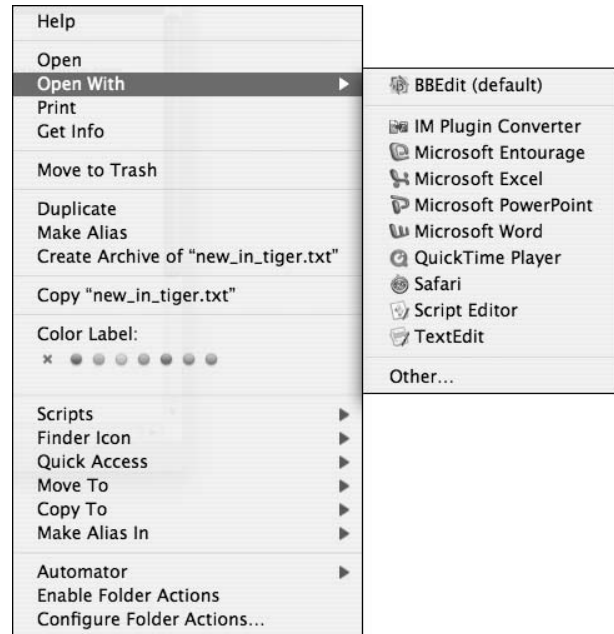 Help
Open
Open With
Print
Get Info
Move to Trash
Duplicate
Make Alias
Create Archive of “new_in_tiger.txt”
Copy “new_in_tiger.txt”
Color Label:
Scripts
Finder Icon
Quick Access
Move To
Copy To
Make Alias In
Automator
Enable Folder Actions
Configure Folder Actions...
BBEdit (default)
IM Plugin Converter
Microsoft Entourage
Microsoft Excel
Microsoft PowerPoint
Microsoft Word
QuickTime Player
Safari
Script Editor
TextEdit
Other...